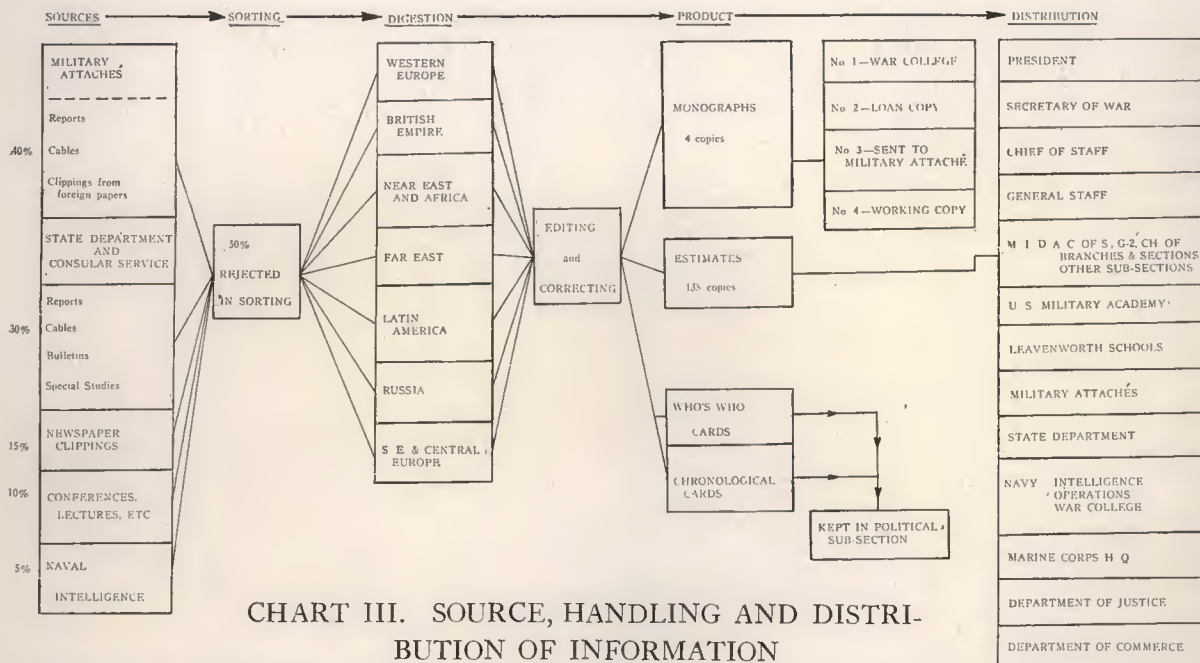 SOURCES SORTING DIGESTION PRODUCT DISTRIBUTION
MILITARY
ATTACHÉS
Reports
40%
Cables
Clippings from
foreign papers
STATE DEPARTMENT
AND
CONSULAR SERVICE
Reports
30%
Cables
Bulletins
Special Studies
15%
NEWSPAPER
CLIPPINGS
10%
CONFERENCES,
LECTURES, ETC
5%
NAVAL
INTELLIGENCE
50%
REJECTED
IN SORTING
WESTERN
EUROPE
BRITISH
EMPIRE
NEAR EAST
AND AFRICA
FAR EAST
LATIN
AMERICA
RUSSIA
S E & CENTRAL
EUROPE
EDITING
and
CORRECTING
MONOGRAPHS
4 copies
ESTIMATES
135 copies
WHO'S WHO
CARDS
CHRONOLOGICAL
CARDS
No 1—WAR COLLEGE
No 2—LOAN COPY
No 3—SENT TO
MILITARY ATTACHÉ
No 4—WORKING COPY
KEPT IN POLITICAL
SUB-SECTION
PRESIDENT
SECRETARY OF WAR
CHIEF OF STAFF
GENERAL STAFF
M I D A C OF S, G-2, CH OF
BRANCHES & SECTIONS
OTHER SUB-SECTIONS
U S MILITARY ACADEMY
LEAVENWORTH SCHOOLS
MILITARY ATTACHÉS
STATE DEPARTMENT
NAVY INTELLIGENCE
OPERATIONS
WAR COLLEGE
MARINE CORPS H Q
DEPARTMENT OF JUSTICE
DEPARTMENT OF COMMERCE
CHART III. SOURCE, HANDLING AND DISTRI-
BUTION OF INFORMATION